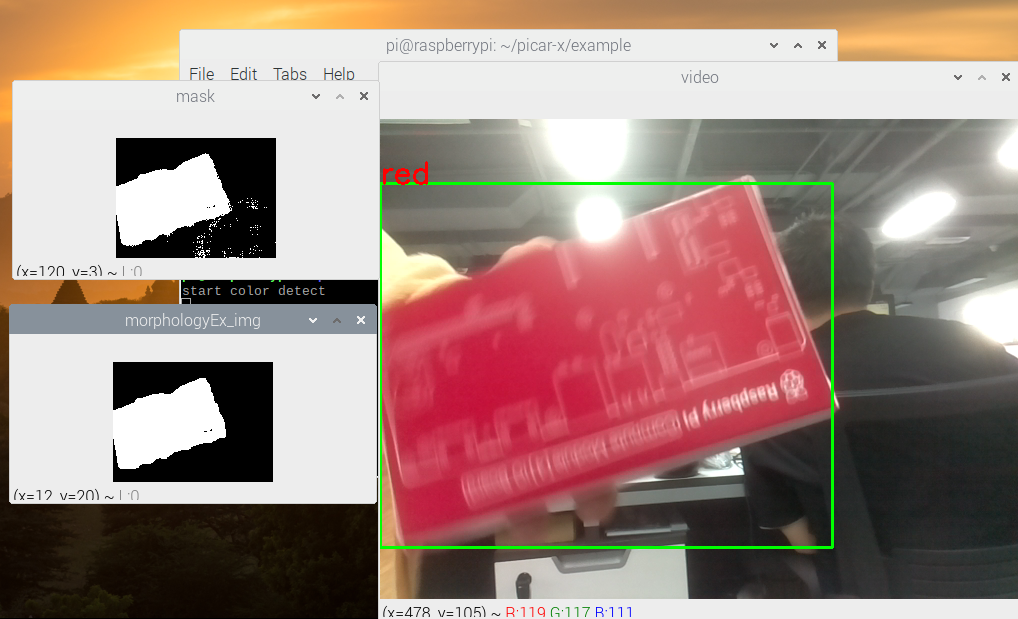 pi@raspberrypi: ~/picar-x/example
File Edit Tabs Help
video
mask
red
(x=120, y=3) ~ L:0
start color detect
morphologyEx_img
Raspberry Pi
(x=12, y=20) ~ L:0
(x=478, y=105) ~ R:119 G:117 B:111